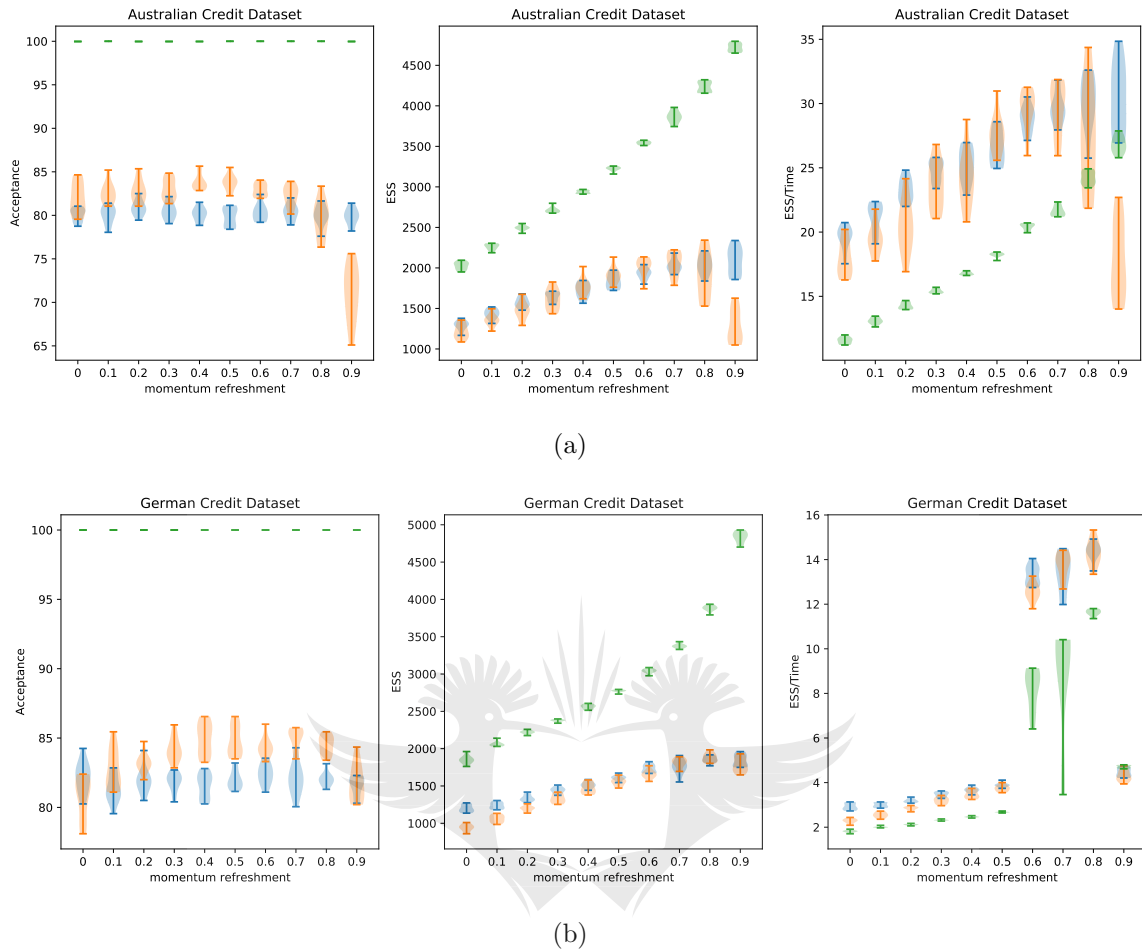 Australian Credit Dataset
100
95
90
85
80
75
70
65
Acceptance
0 0.1 0.2 0.3 0.4 0.5 0.6 0.7 0.8 0.9
momentum refreshment
Australian Credit Dataset
4500
4000
3500
3000
2500
2000
1500
1000
ESS
0 0.1 0.2 0.3 0.4 0.5 0.6 0.7 0.8 0.9
momentum refreshment
Australian Credit Dataset
35
30
25
20
15
ESS/Time
0 0.1 0.2 0.3 0.4 0.5 0.6 0.7 0.8 0.9
momentum refreshment
(a)
German Credit Dataset
100
95
90
85
80
Acceptance
0 0.1 0.2 0.3 0.4 0.5 0.6 0.7 0.8 0.9
momentum refreshment
German Credit Dataset
5000
4500
4000
3500
3000
2500
2000
1500
1000
ESS
0 0.1 0.2 0.3 0.4 0.5 0.6 0.7 0.8 0.9
momentum refreshment
German Credit Dataset
16
14
12
10
8
6
4
2
ESS/Time
0 0.1 0.2 0.3 0.4 0.5 0.6 0.7 0.8 0.9
momentum refreshment
(b)